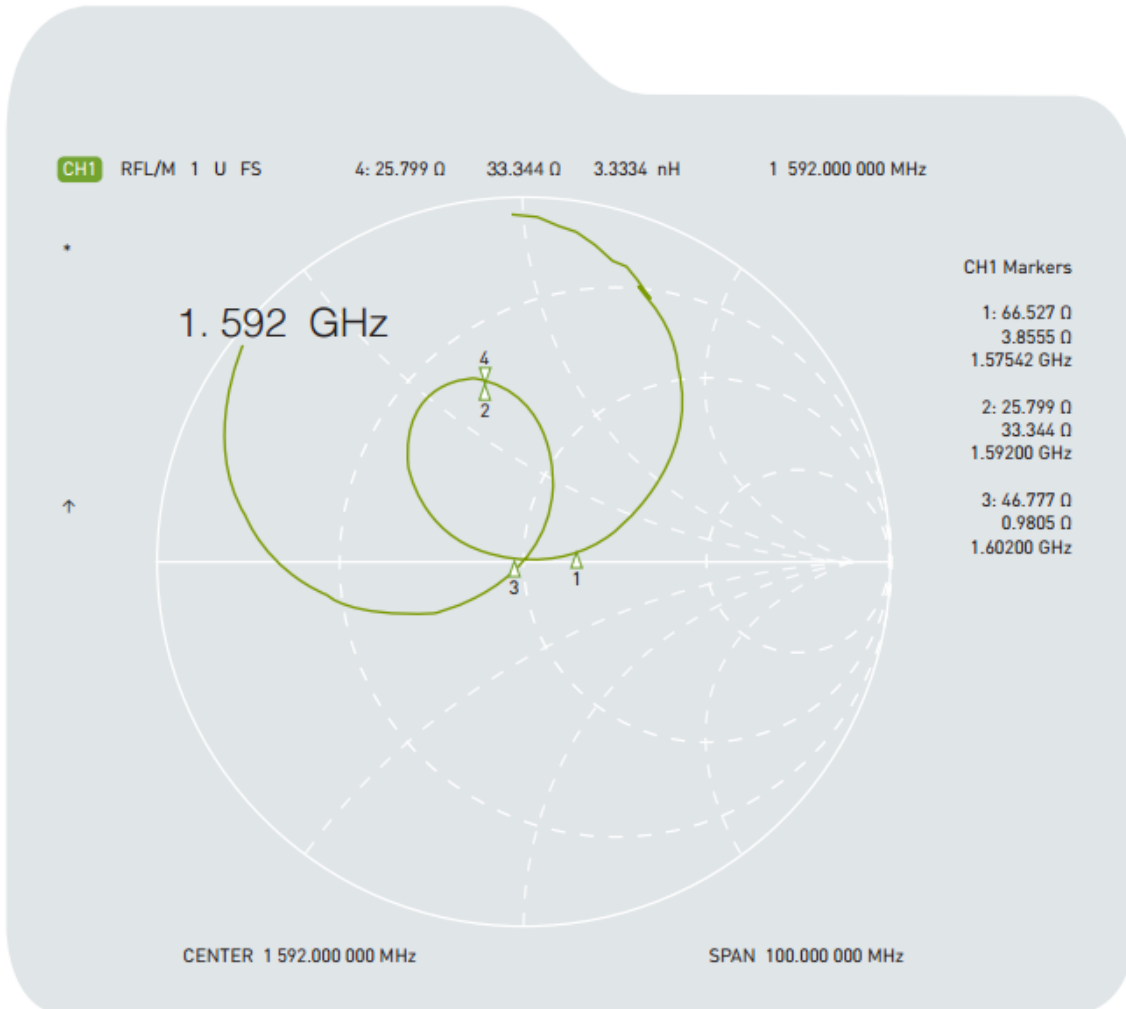 CH1 RFL/M 1 U FS 4: 25.799 Ω 33.344 Ω 3.3334 nH 1 592.000 000 MHz
*
CH1 Markers
1. 592 GHz
1: 66.527 Ω
3.8555 Ω
1.57542 GHz
4
2
2: 25.799 Ω
33.344 Ω
1.59200 GHz
↑
3: 46.777 Ω
0.9805 Ω
1.60200 GHz
3
1
CENTER 1 592.000 000 MHz SPAN 100.000 000 MHz